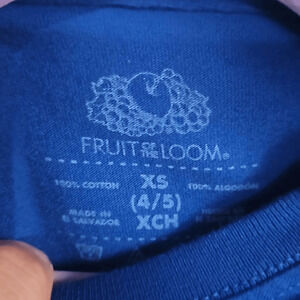 FRUIT OF THE LOOM®
100% COTTON XS 100% ALGODÓN
(4/5)
MADE IN XCH
EL SALVADOR